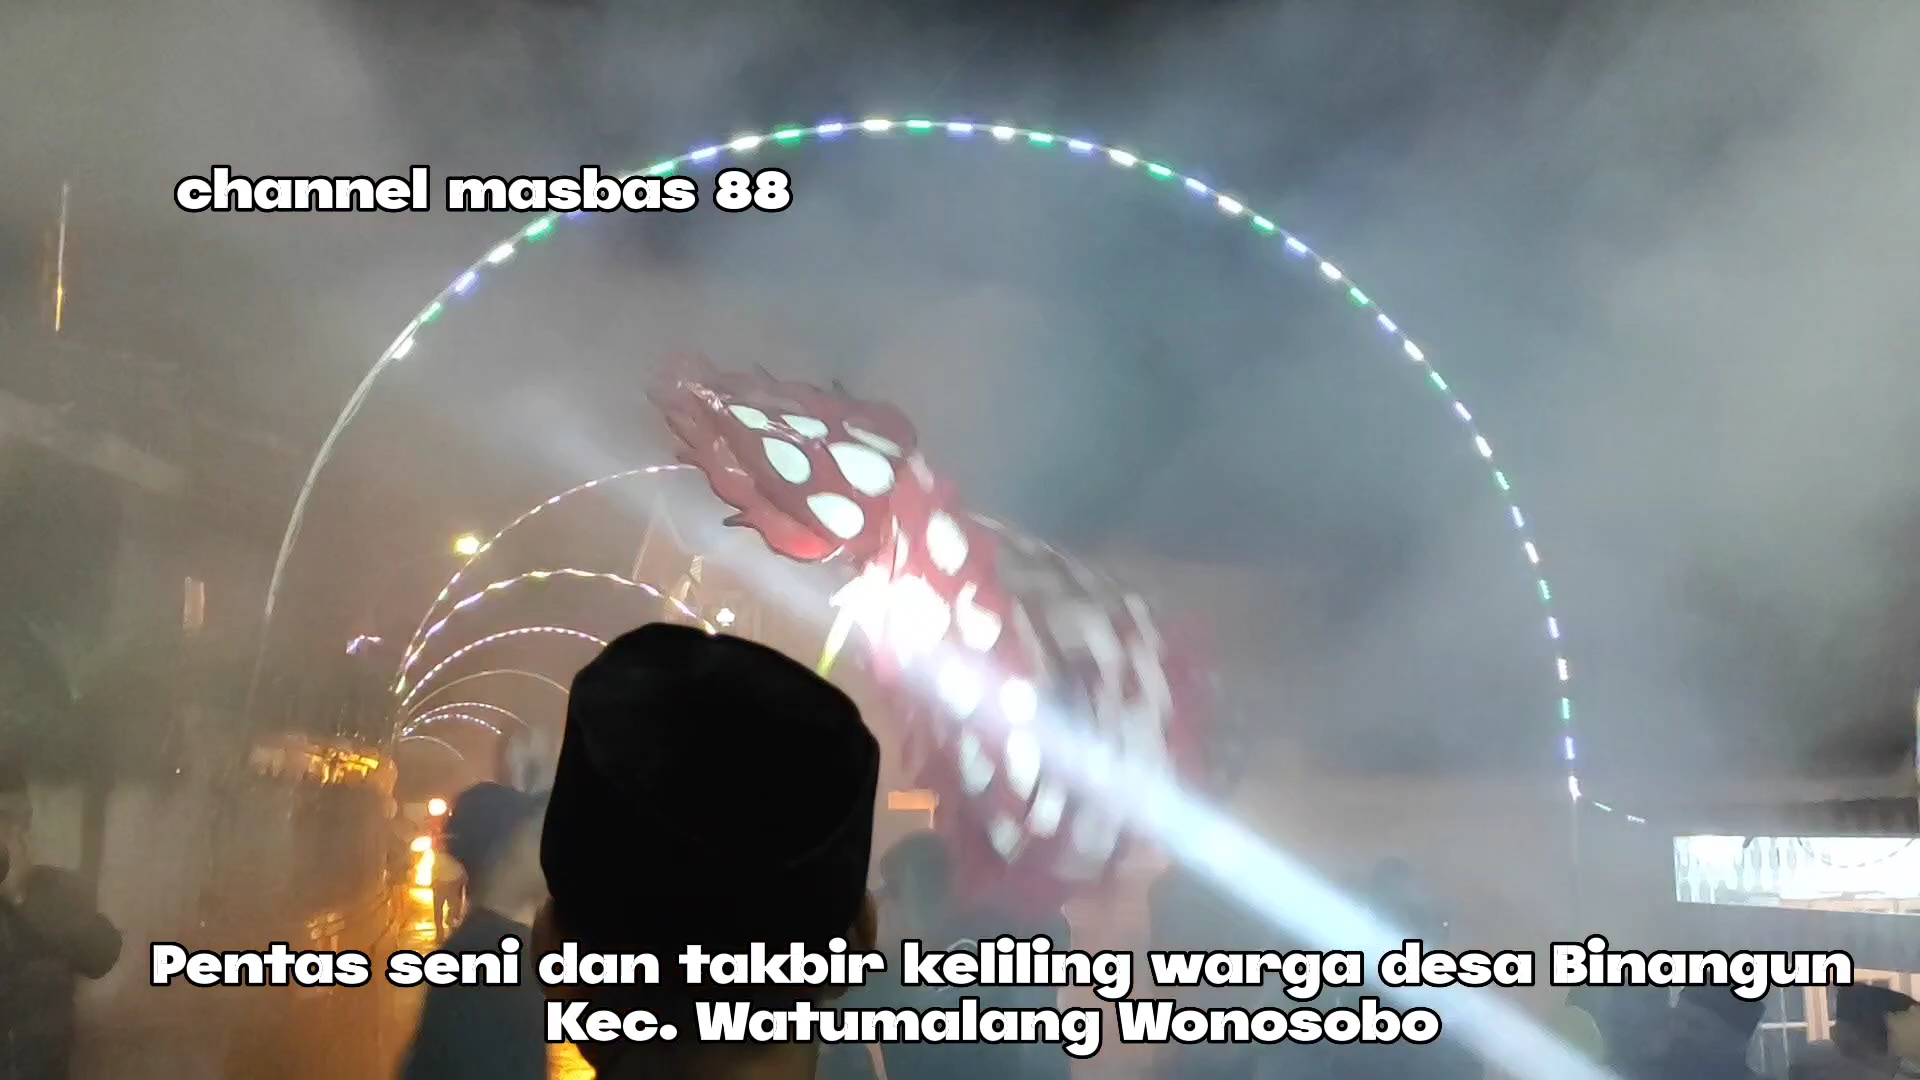 channel masbas 88
Pentas seni dan takbir keliling warga desa Binangun
Kec. Watumalang Wonosobo